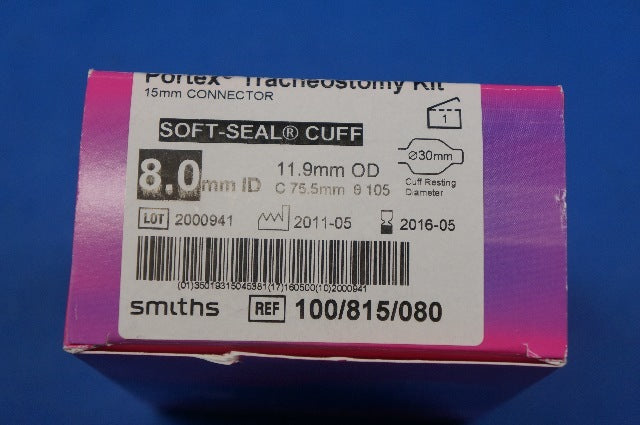 Portex® Tracheostomy Kit
15mm CONNECTOR
1
SOFT-SEAL® CUFF
8.0 mm ID
11.9mm OD
C 75.5mm θ 105
Ø30mm
Cuff Resting
Diameter
LOT 2000941 2011-05 2016-05
(01)35019315045381(17)160500(10)2000941
smiths REF 100/815/080